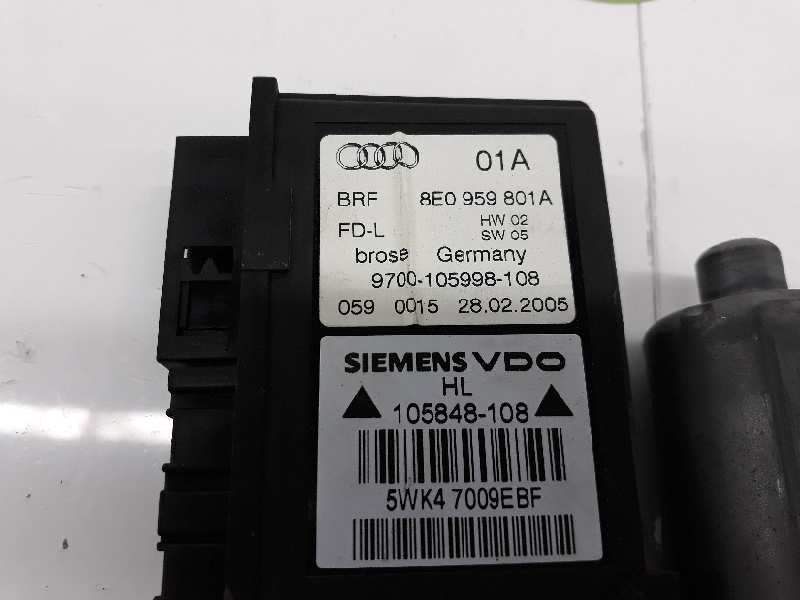 01A
BRF 8E0 959 801A
FD-L HW 02
SW 05
brose Germany
9700-105998-108
059 0015 28.02.2005
SIEMENS VDO
HL
105848-108
5WK4 7009EBF